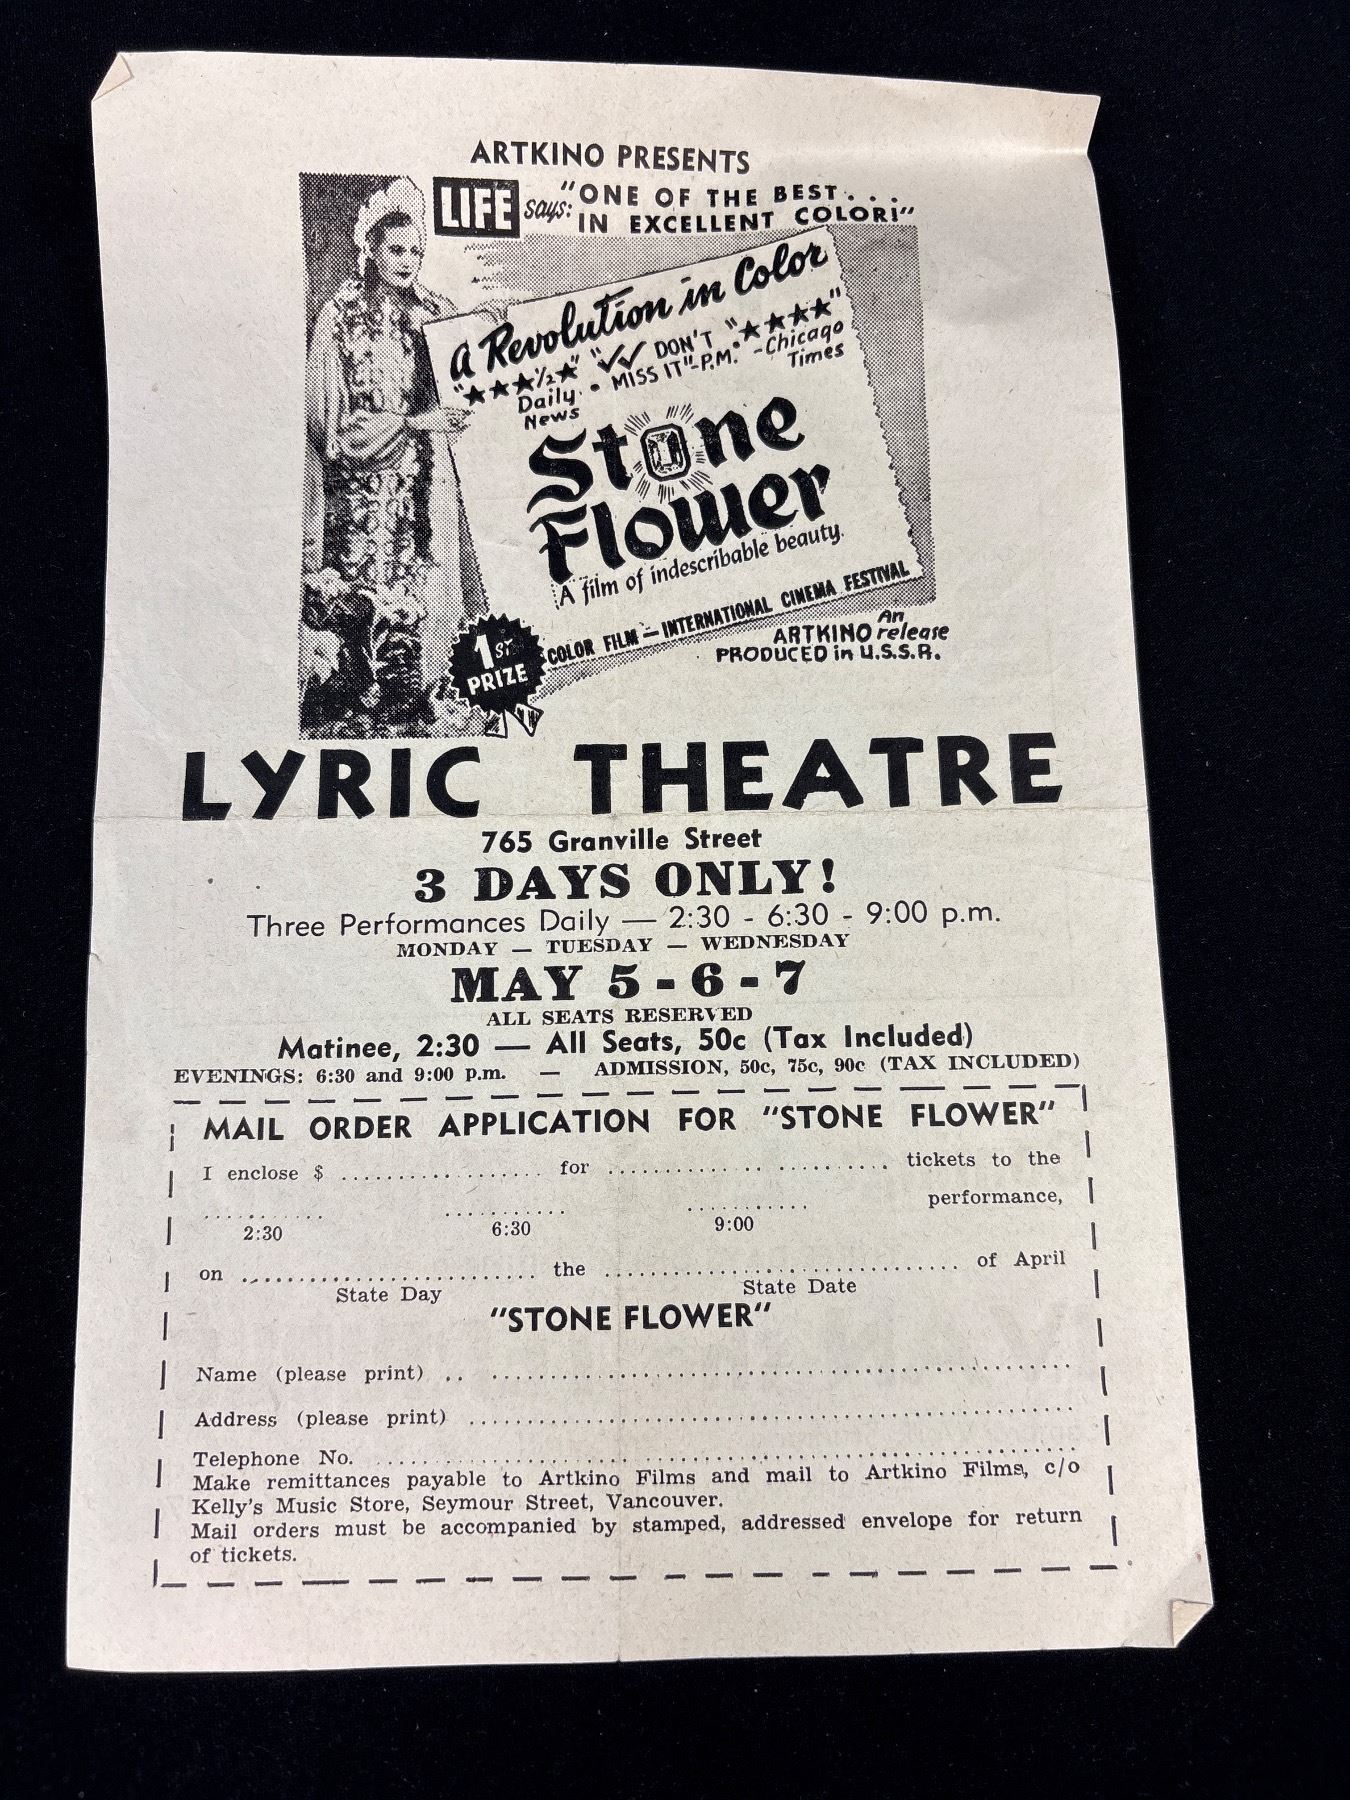 ARTKINO PRESENTS
LIFE says: "ONE OF THE BEST. . .
IN EXCELLENT COLOR!"
A Revolution in Color
"★★★½★" "✓✓ DON'T "★★★★"
Daily News • MISS IT"-P.M. • -Chicago Times
Stone
Flower
A film of indescribable beauty.
1ST PRIZE COLOR FILM — INTERNATIONAL CINEMA FESTIVAL
An ARTKINO release
PRODUCED in U.S.S.R.
LYRIC THEATRE
765 Granville Street
3 DAYS ONLY!
Three Performances Daily — 2:30 - 6:30 - 9:00 p.m.
MONDAY — TUESDAY — WEDNESDAY
MAY 5 - 6 - 7
ALL SEATS RESERVED
Matinee, 2:30 — All Seats, 50c (Tax Included)
EVENINGS: 6:30 and 9:00 p.m. — ADMISSION, 50c, 75c, 90c (TAX INCLUDED)
MAIL ORDER APPLICATION FOR "STONE FLOWER"
I enclose $ .................... for ............................ tickets to the
............ ............ ............ performance,
2:30 6:30 9:00
on .............................. the .................................... of April
State Day State Date
"STONE FLOWER"
Name (please print) .. ............................................................
Address (please print) ............................................................
Telephone No. ......................................................................
Make remittances payable to Artkino Films and mail to Artkino Films, c/o
Kelly's Music Store, Seymour Street, Vancouver.
Mail orders must be accompanied by stamped, addressed envelope for return
of tickets.